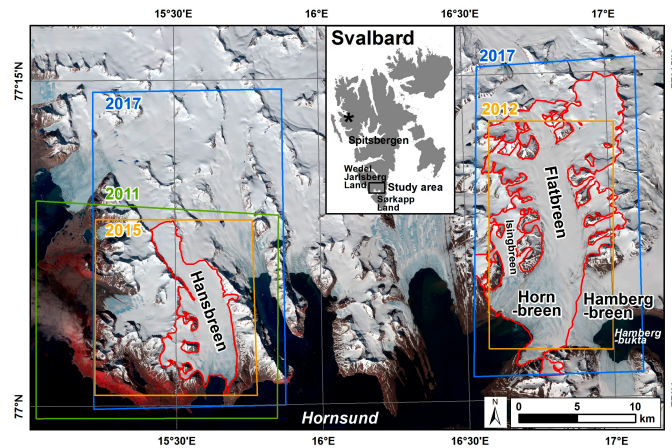 15°30'E
16°E
16°30'E
17°E
77°15'N
77°N
2017
2011
2015
Hansbreen
Svalbard
*
Spitsbergen
Wedel
Jarlsberg
Land
Study area
Sørkapp
Land
2017
2012
Flatbreen
Isingbreen
Horn
-breen
Hamberg
-breen
Hamberg
-bukta
Hornsund
N
0
5
10
km
15°30'E
16°E
16°30'E
17°E